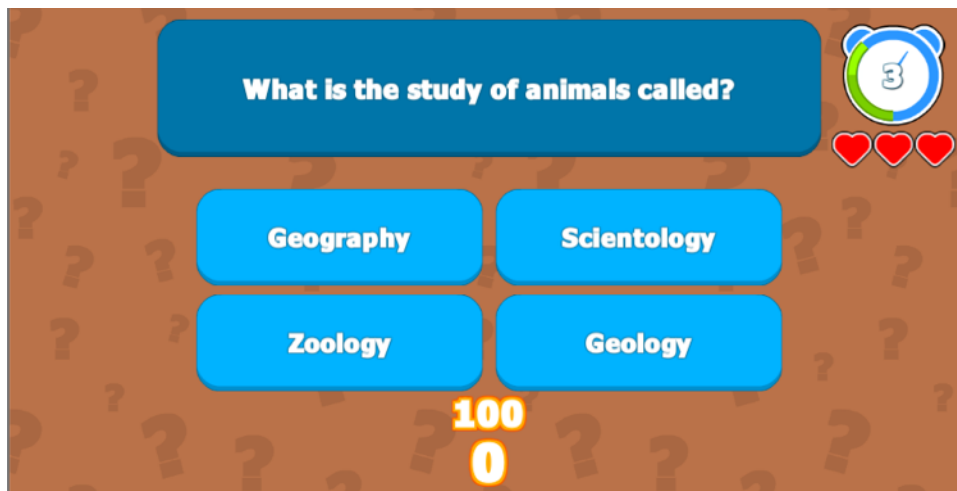 What is the study of animals called?
3
Geography
Scientology
Zoology
Geology
100
0